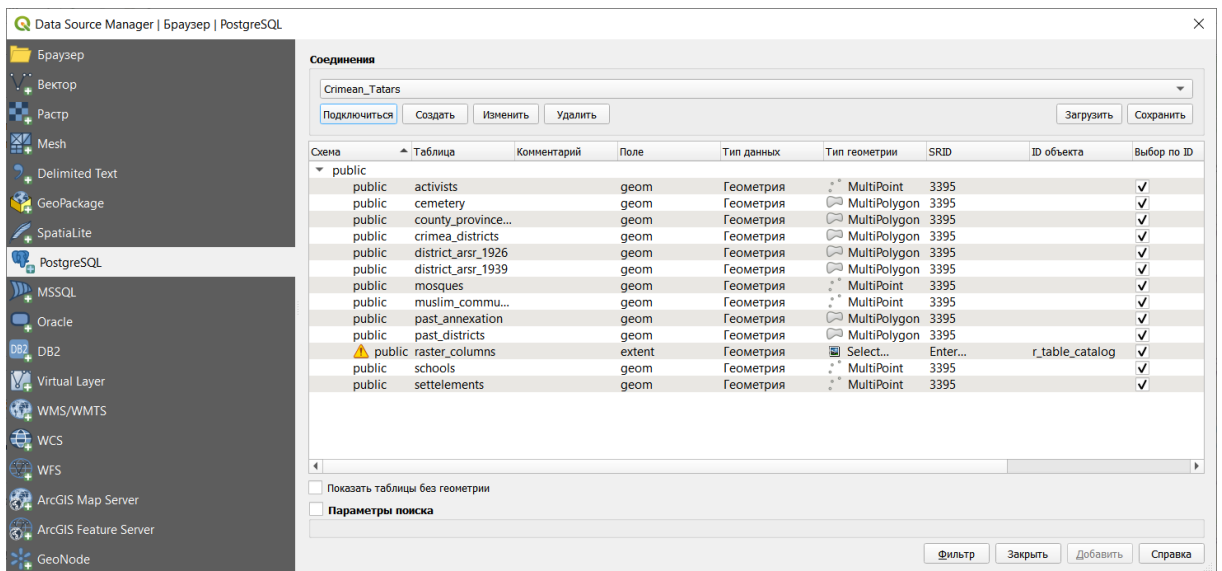 Data Source Manager | Браузер | PostgreSQL
Браузер
Вектор
Растр
Mesh
Delimited Text
GeoPackage
SpatiaLite
PostgreSQL
MSSQL
Oracle
DB2 DB2
Virtual Layer
WMS/WMTS
WCS
WFS
ArcGIS Map Server
ArcGIS Feature Server
GeoNode
Соединения
Crimean_Tatars
Подключиться Создать Изменить Удалить Загрузить Сохранить
Схема Таблица Комментарий Поле Тип данных Тип геометрии SRID ID объекта Выбор по ID
public
public activists geom Геометрия MultiPoint 3395
public cemetery geom Геометрия MultiPolygon 3395
public county_province... geom Геометрия MultiPolygon 3395
public crimea_districts geom Геометрия MultiPolygon 3395
public district_arsr_1926 geom Геометрия MultiPolygon 3395
public district_arsr_1939 geom Геометрия MultiPolygon 3395
public mosques geom Геометрия MultiPoint 3395
public muslim_commu... geom Геометрия MultiPoint 3395
public past_annexation geom Геометрия MultiPolygon 3395
public past_districts geom Геометрия MultiPolygon 3395
public raster_columns extent Геометрия Select... Enter... r_table_catalog
public schools geom Геометрия MultiPoint 3395
public settelements geom Геометрия MultiPoint 3395
Показать таблицы без геометрии
Параметры поиска
Фильтр Закрыть Добавить Справка